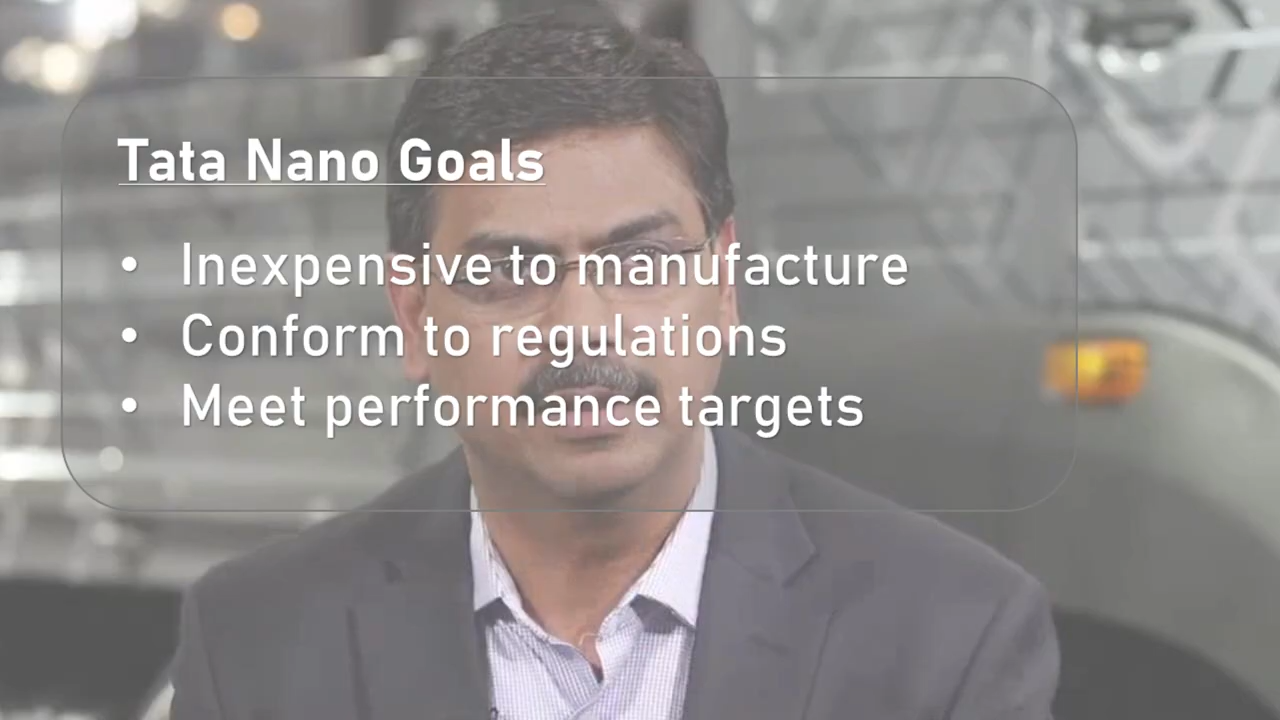 Tata Nano Goals
• Inexpensive to manufacture
• Conform to regulations
• Meet performance targets